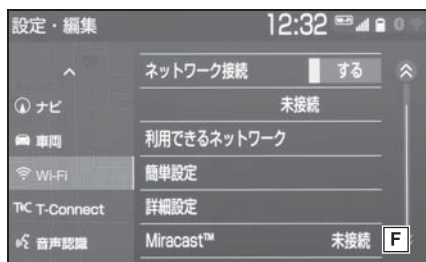 設定・編集 12:32 0
ネットワーク接続 する
ナビ 未接続
車両 利用できるネットワーク
Wi-Fi 簡単設定
T-Connect 詳細設定
音声認識 Miracast™ 未接続 F